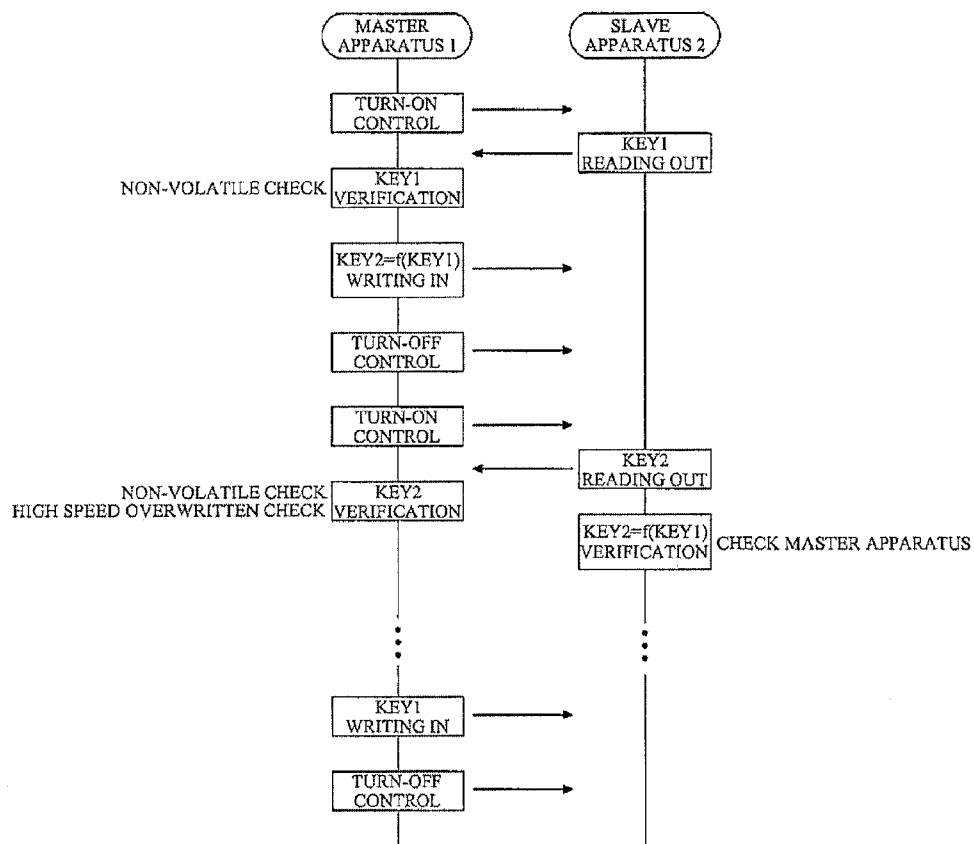 MASTER
APPARATUS 1
SLAVE
APPARATUS 2
TURN-ON
CONTROL
KEY1
READING OUT
NON-VOLATILE CHECK
KEY1
VERIFICATION
KEY2=f(KEY1)
WRITING IN
TURN-OFF
CONTROL
TURN-ON
CONTROL
KEY2
READING OUT
NON-VOLATILE CHECK
HIGH SPEED OVERWRITTEN CHECK
KEY2
VERIFICATION
KEY2=f(KEY1)
VERIFICATION
CHECK MASTER APPARATUS
KEY1
WRITING IN
TURN-OFF
CONTROL